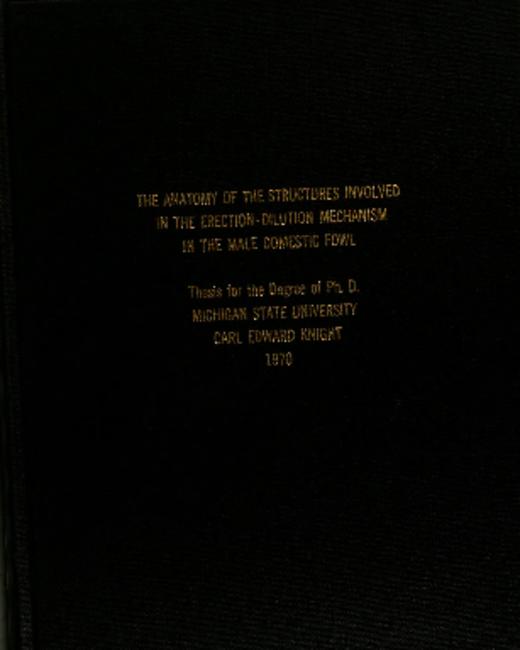 THE ANATOMY OF THE STRUCTURES INVOLVED
IN THE ERECTION-DILUTION MECHANISM
IN THE MALE DOMESTIC FOWL
Thesis for the Degree of Ph. D.
MICHIGAN STATE UNIVERSITY
CARL EDWARD KNIGHT
1970